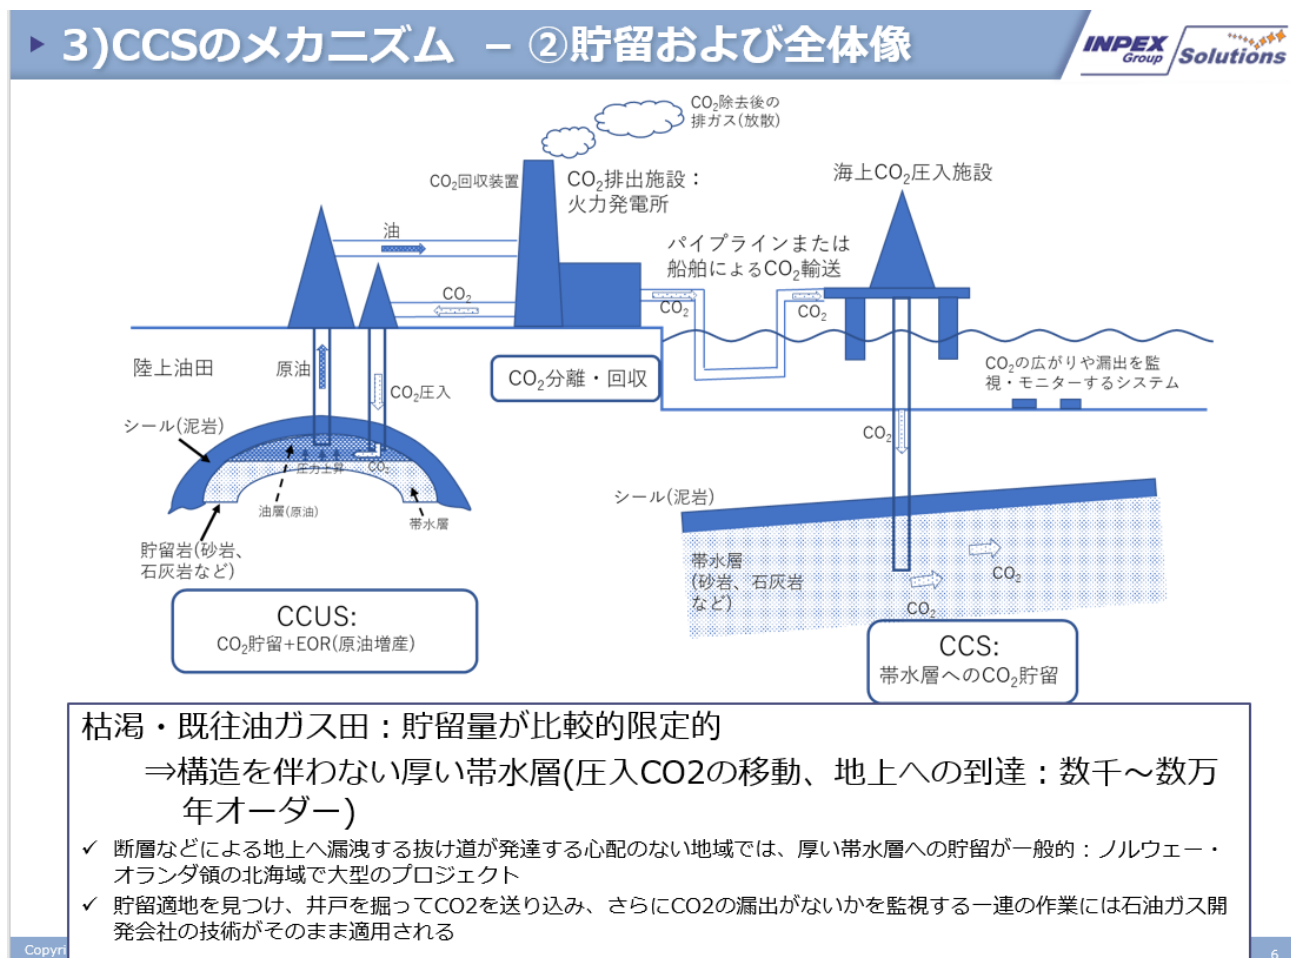 3)CCSのメカニズム – ②貯留および全体像
INPEX
Group
Solutions
CO2除去後の
排ガス(放散)
CO2回収装置
CO2排出施設：
火力発電所
海上CO2圧入施設
油
パイプラインまたは
船舶によるCO2輸送
CO2
CO2
CO2
陸上油田
原油
CO2圧入
CO2分離・回収
CO2の広がりや漏出を監
視・モニターするシステム
シール(泥岩)
CO2
圧力上昇
CO2
油層(原油)
帯水層
シール(泥岩)
貯留岩(砂岩、
石灰岩など)
帯水層
(砂岩、石灰岩
など)
CO2
CO2
CCUS:
CO2貯留+EOR(原油増産)
CCS:
帯水層へのCO2貯留
枯渇・既往油ガス田：貯留量が比較的限定的
⇒構造を伴わない厚い帯水層(圧入CO2の移動、地上への到達：数千～数万
年オーダー)
✓ 断層などによる地上へ漏洩する抜け道が発達する心配のない地域では、厚い帯水層への貯留が一般的：ノルウェー・
オランダ領の北海域で大型のプロジェクト
✓ 貯留適地を見つけ、井戸を掘ってCO2を送り込み、さらにCO2の漏出がないかを監視する一連の作業には石油ガス開
発会社の技術がそのまま適用される
Copyri
6